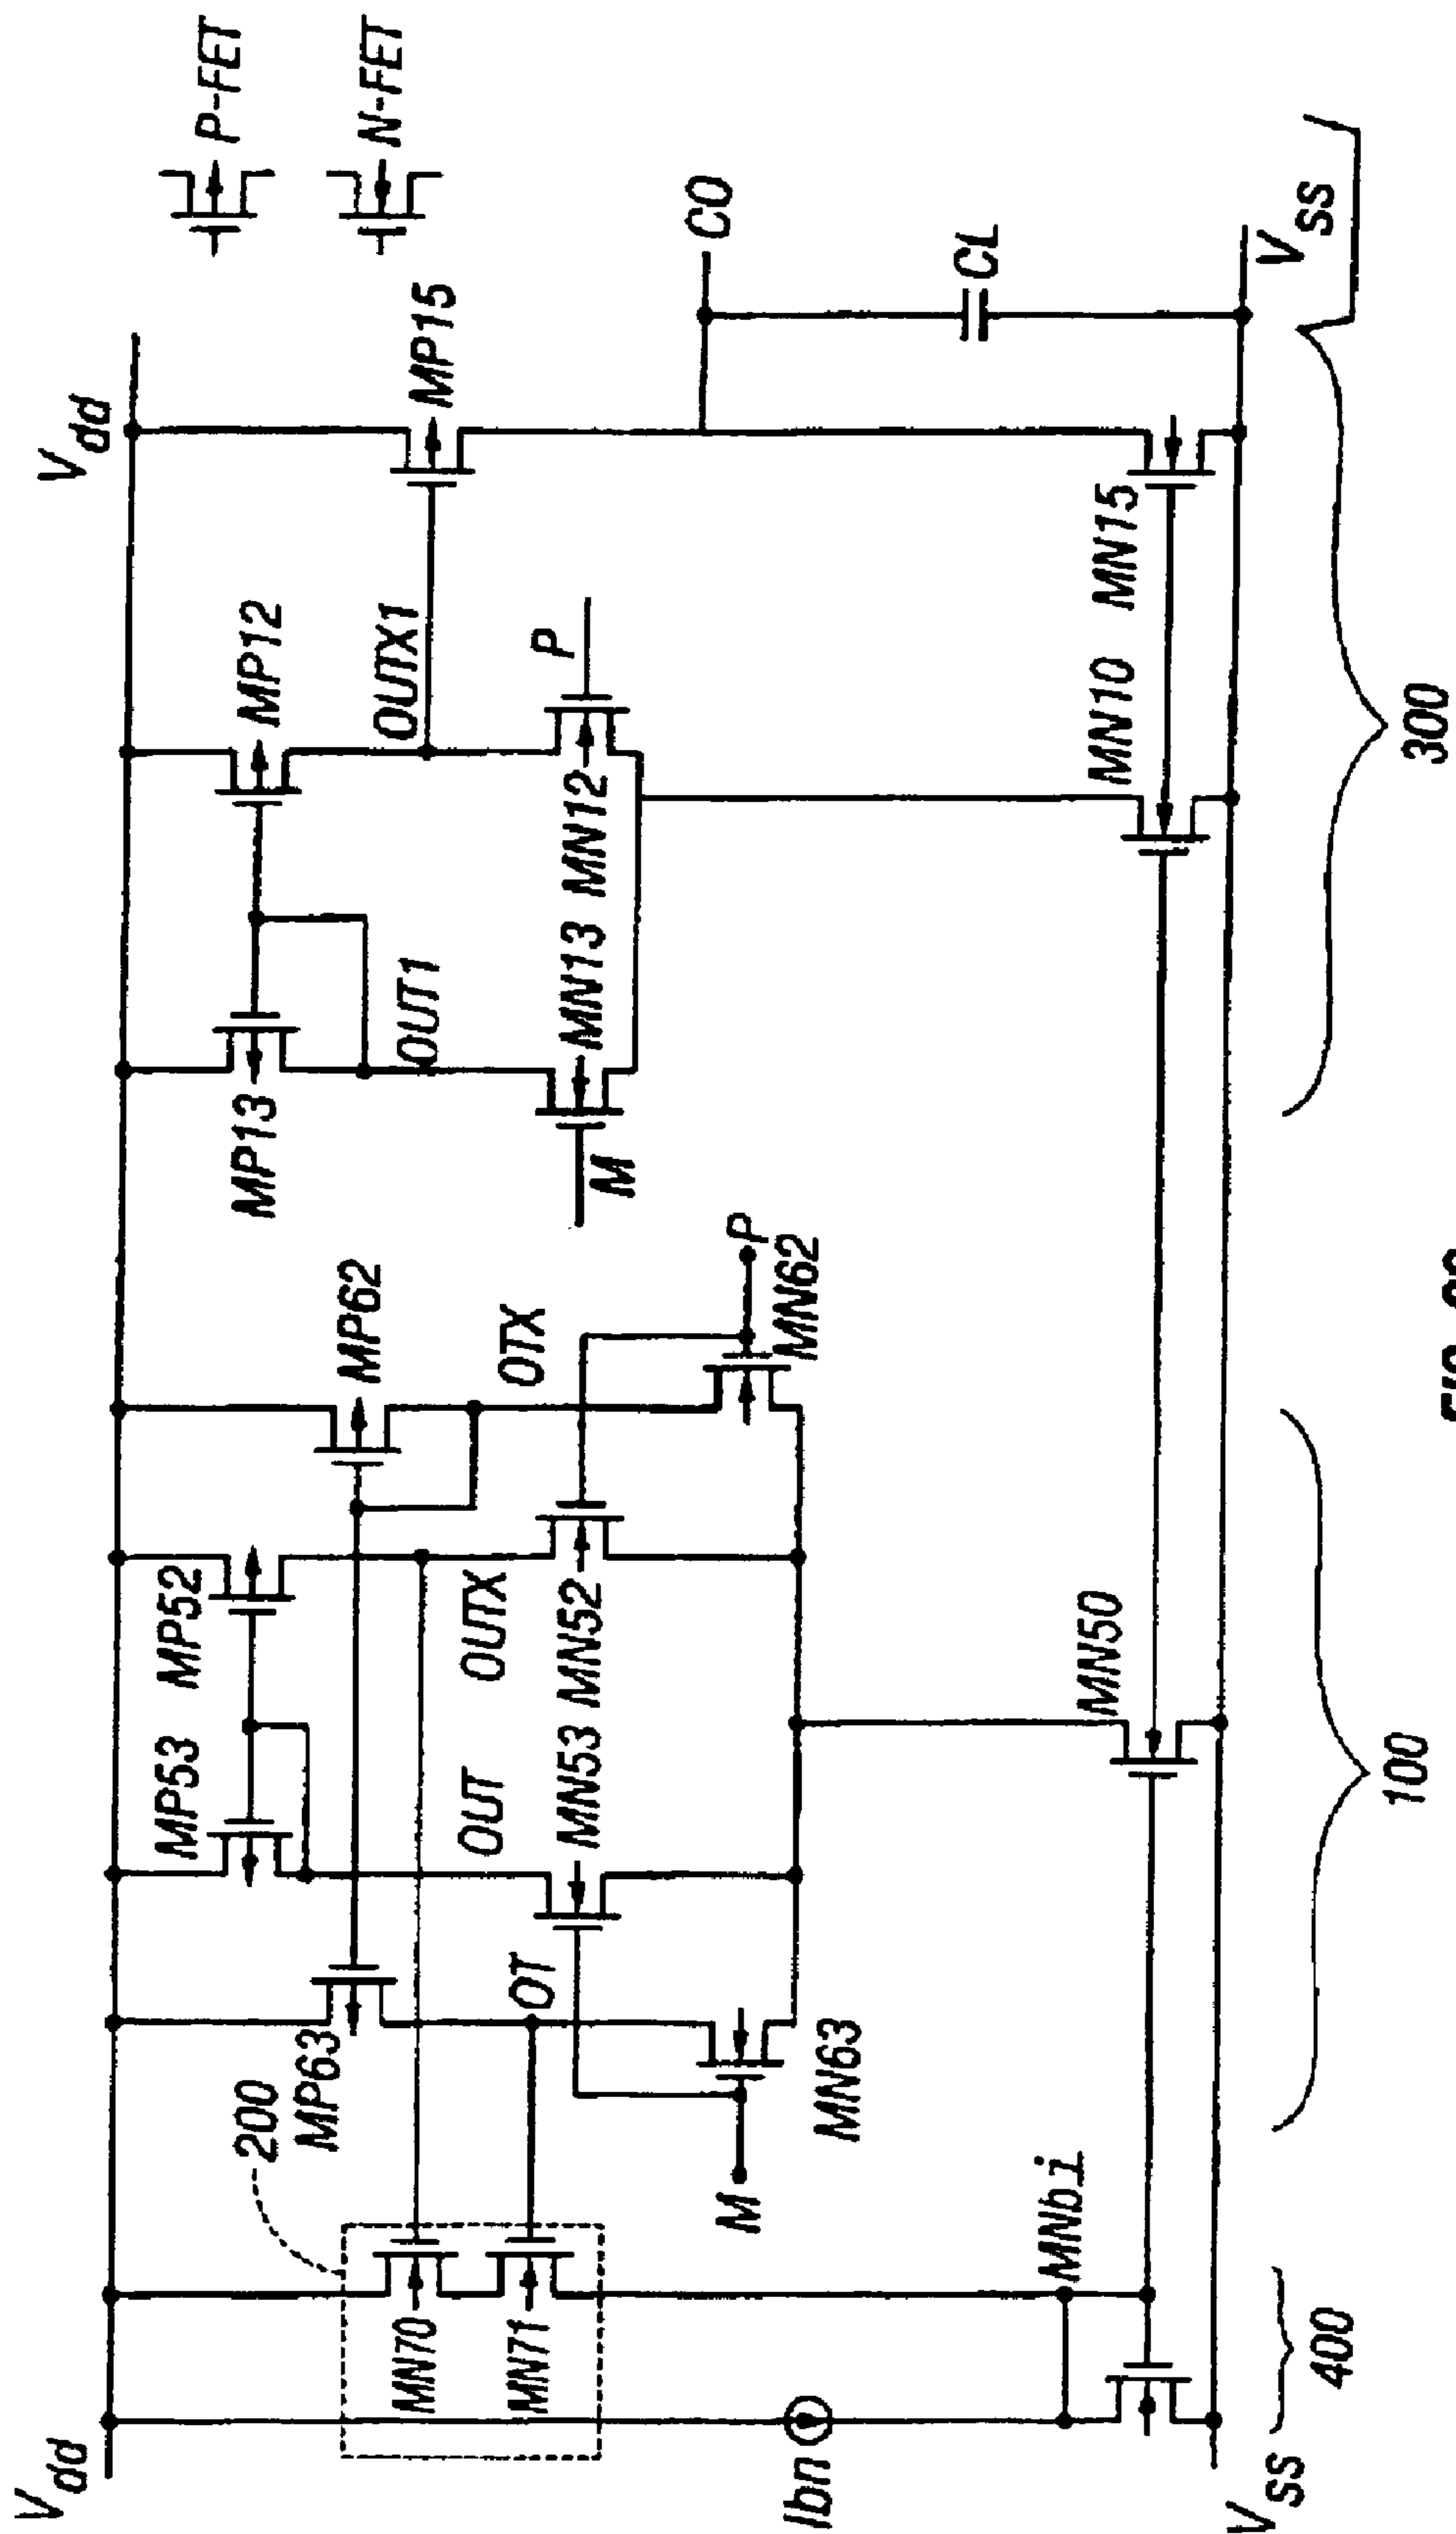 P-FET
N-FET
Vdd
Vdd
MP12
MP13
MP15
OUTX1
OUT1
P
MN12
MN13
M
CO
CL
MN10
MN15
Vss
300
MP62
MP52
MP53
MP63
200
OTX
OUTX
OUT
OT
P
MN62
MN52
MN53
MN63
M
MN70
MN71
Ibn
MNbi
MN50
Vss
100
400